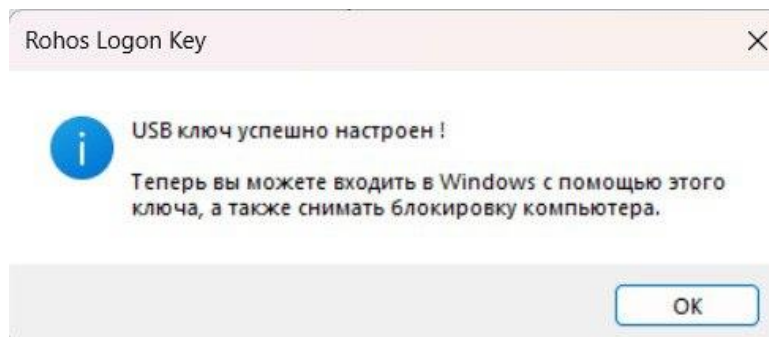 Rohos Logon Key
USB ключ успешно настроен !
Теперь вы можете входить в Windows с помощью этого
ключа, а также снимать блокировку компьютера.
OK